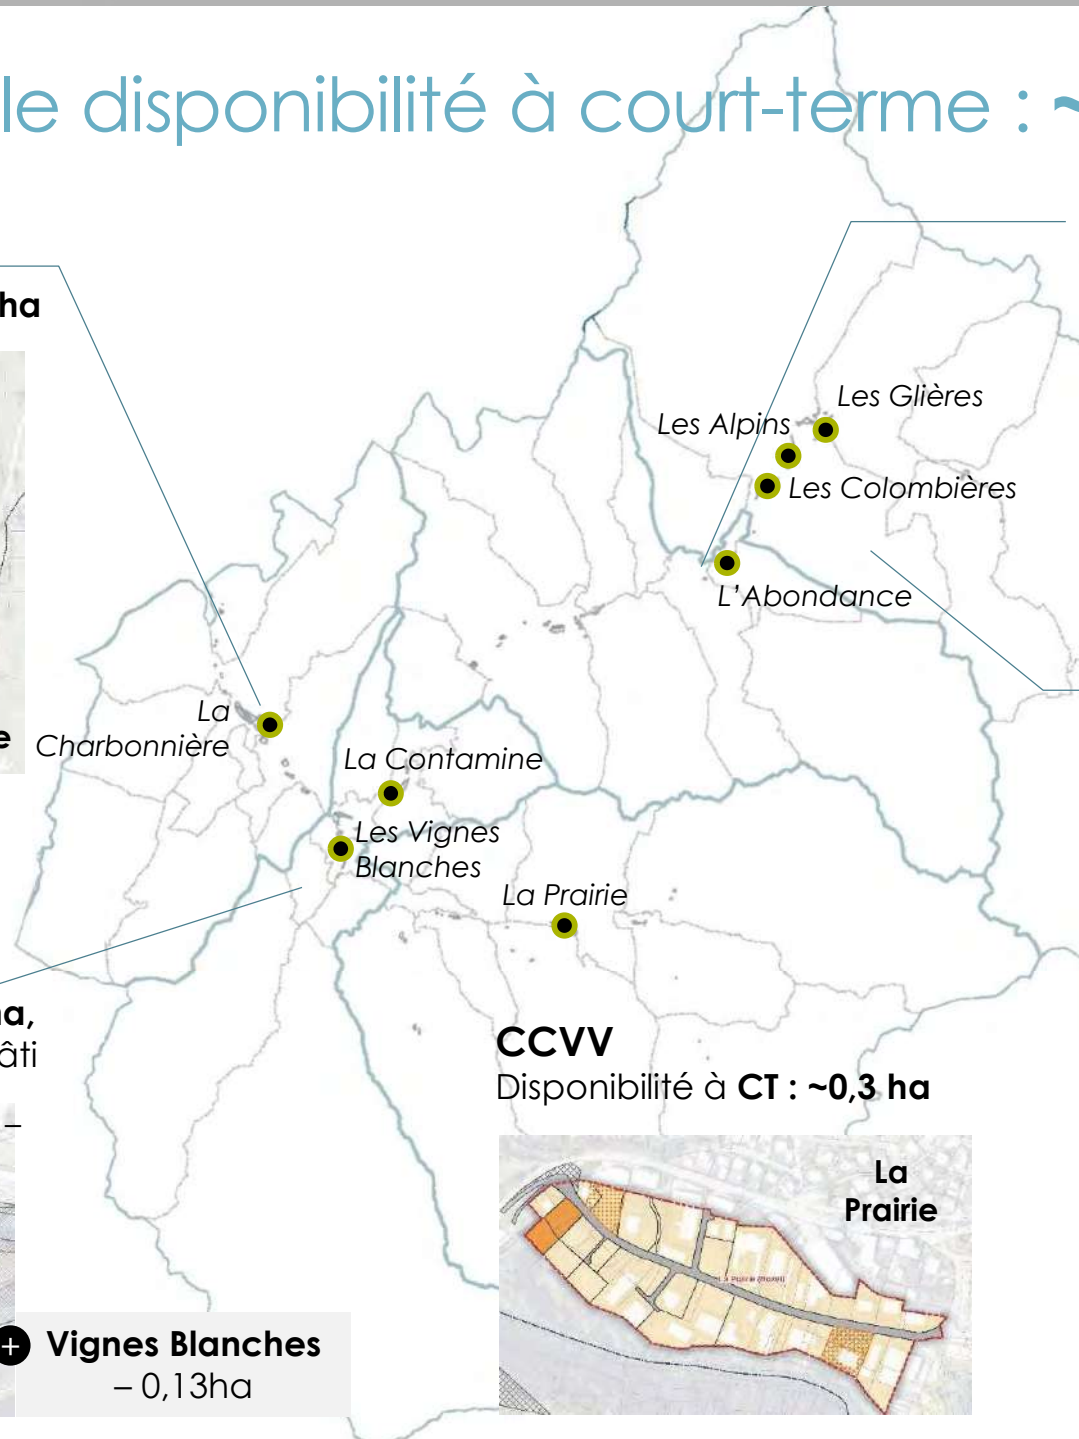 le disponibilité à court-terme : ~
ha
Les Glières
Les Alpins
Les Colombières
L'Abondance
La
Charbonnière
e
La Contamine
Les Vignes
Blanches
La Prairie
ha,
âti
–
CCVV
Disponibilité à CT : ~0,3 ha
La
Prairie
+ Vignes Blanches
– 0,13ha